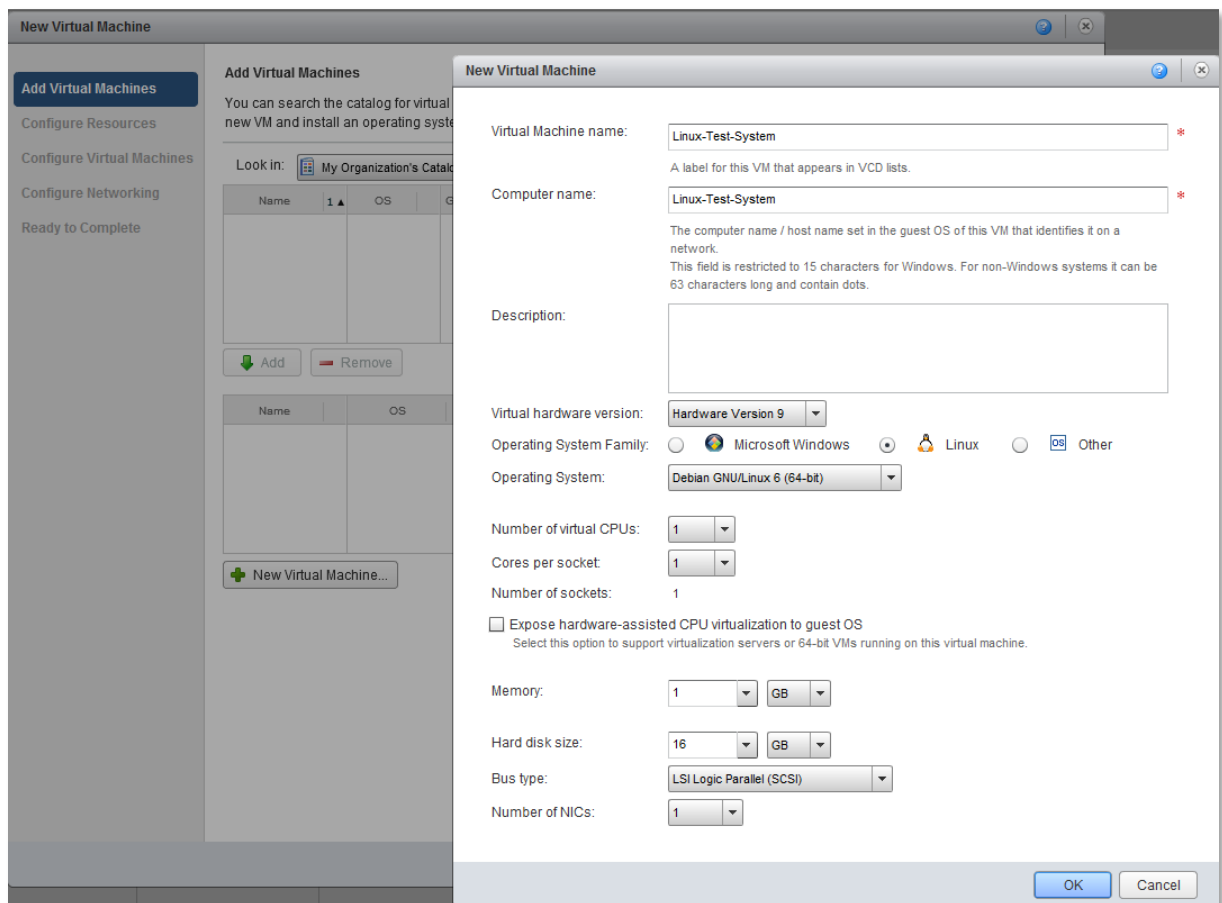 New Virtual Machine
Add Virtual Machines
Configure Resources
Configure Virtual Machines
Configure Networking
Ready to Complete
Add Virtual Machines
You can search the catalog for virtual
new VM and install an operating syste
Look in: My Organization's Catalo
Name 1 ▲ OS G
Add Remove
Name OS
New Virtual Machine...
New Virtual Machine
Virtual Machine name: Linux-Test-System *
A label for this VM that appears in VCD lists.
Computer name: Linux-Test-System *
The computer name / host name set in the guest OS of this VM that identifies it on a
network.
This field is restricted to 15 characters for Windows. For non-Windows systems it can be
63 characters long and contain dots.
Description:
Virtual hardware version: Hardware Version 9
Operating System Family: Microsoft Windows Linux OS Other
Operating System: Debian GNU/Linux 6 (64-bit)
Number of virtual CPUs: 1
Cores per socket: 1
Number of sockets: 1
Expose hardware-assisted CPU virtualization to guest OS
Select this option to support virtualization servers or 64-bit VMs running on this virtual machine.
Memory: 1 GB
Hard disk size: 16 GB
Bus type: LSI Logic Parallel (SCSI)
Number of NICs: 1
OK Cancel